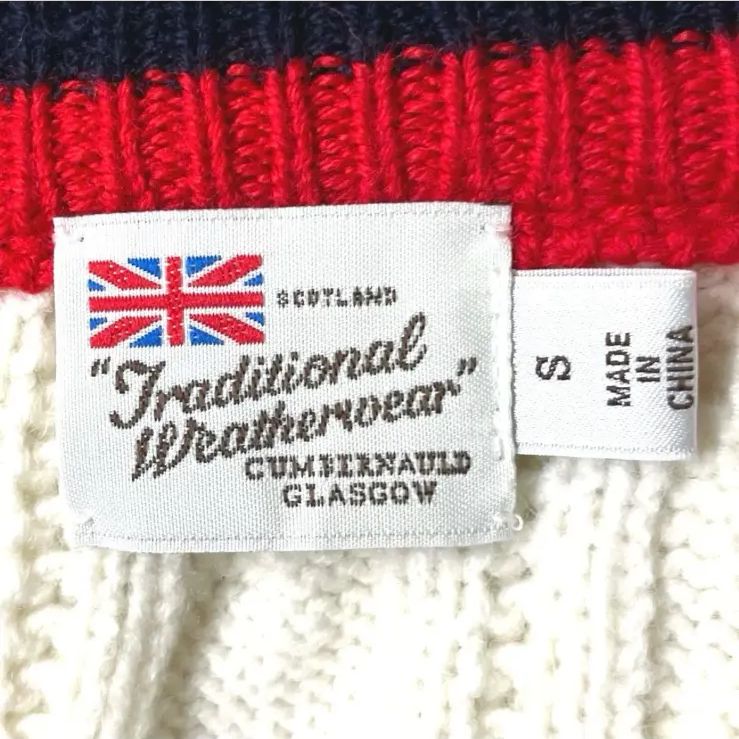 SCOTLAND
"Traditional
Weatherwear"
CUMBERNAULD
GLASGOW
S
MADE
IN
CHINA